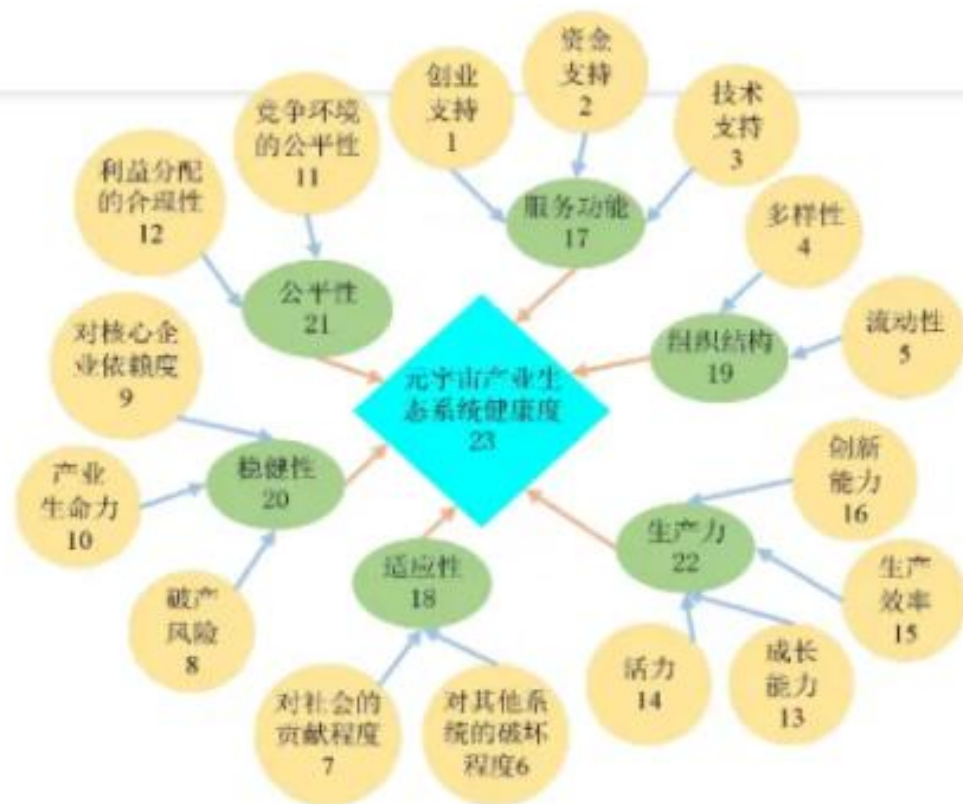 创业
支持
1
资金
支持
2
技术
支持
3
竞争环境
的公平性
11
利益分配
的合理性
12
服务功能
17
多样性
4
公平性
21
流动性
5
组织结构
19
对核心企
业依赖度
9
元宇宙产业生
态系统健康度
23
稳健性
20
产业
生命力
10
创新
能力
16
生产力
22
适应性
18
生产
效率
15
破产
风险
8
活力
14
成长
能力
13
对社会的
贡献程度
7
对其他系
统的破坏
程度6